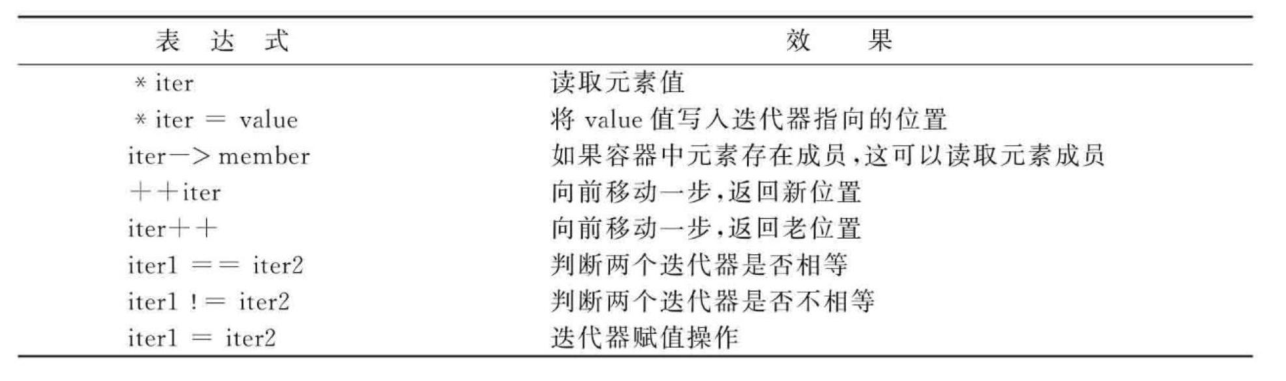 表 达 式 效 果
* iter 读取元素值
* iter = value 将 value 值写入迭代器指向的位置
iter—> member 如果容器中元素存在成员,这可以读取元素成员
++iter 向前移动一步,返回新位置
iter++ 向前移动一步,返回老位置
iter1 == iter2 判断两个迭代器是否相等
iter1 != iter2 判断两个迭代器是否不相等
iter1 = iter2 迭代器赋值操作